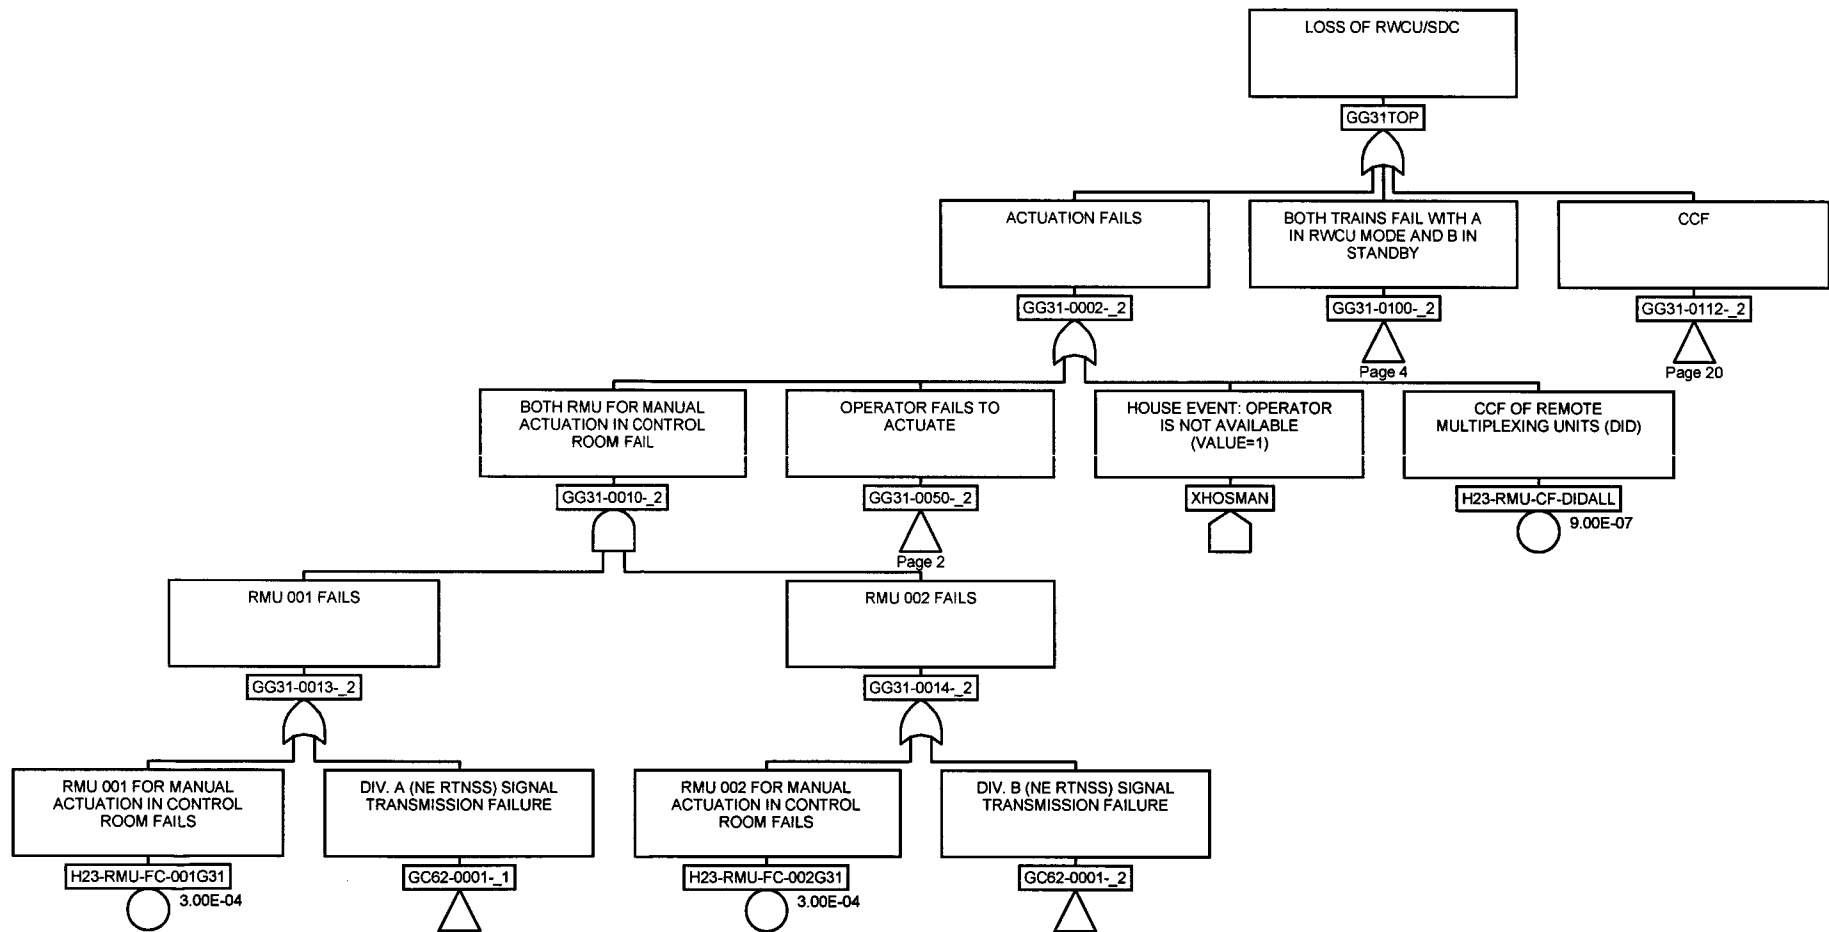 LOSS OF RWCU/SDC
GG31TOP
ACTUATION FAILS
GG31-0002-_2
BOTH TRAINS FAIL WITH A
IN RWCU MODE AND B IN
STANDBY
GG31-0100-_2
Page 4
CCF
GG31-0112-_2
Page 20
BOTH RMU FOR MANUAL
ACTUATION IN CONTROL
ROOM FAIL
GG31-0010-_2
OPERATOR FAILS TO
ACTUATE
GG31-0050-_2
Page 2
HOUSE EVENT: OPERATOR
IS NOT AVAILABLE
(VALUE=1)
XHOSMAN
CCF OF REMOTE
MULTIPLEXING UNITS (DID)
H23-RMU-CF-DIDALL
9.00E-07
RMU 001 FAILS
GG31-0013-_2
RMU 002 FAILS
GG31-0014-_2
RMU 001 FOR MANUAL
ACTUATION IN CONTROL
ROOM FAILS
H23-RMU-FC-001G31
3.00E-04
DIV. A (NE RTNSS) SIGNAL
TRANSMISSION FAILURE
GC62-0001-_1
RMU 002 FOR MANUAL
ACTUATION IN CONTROL
ROOM FAILS
H23-RMU-FC-002G31
3.00E-04
DIV. B (NE RTNSS) SIGNAL
TRANSMISSION FAILURE
GC62-0001-_2